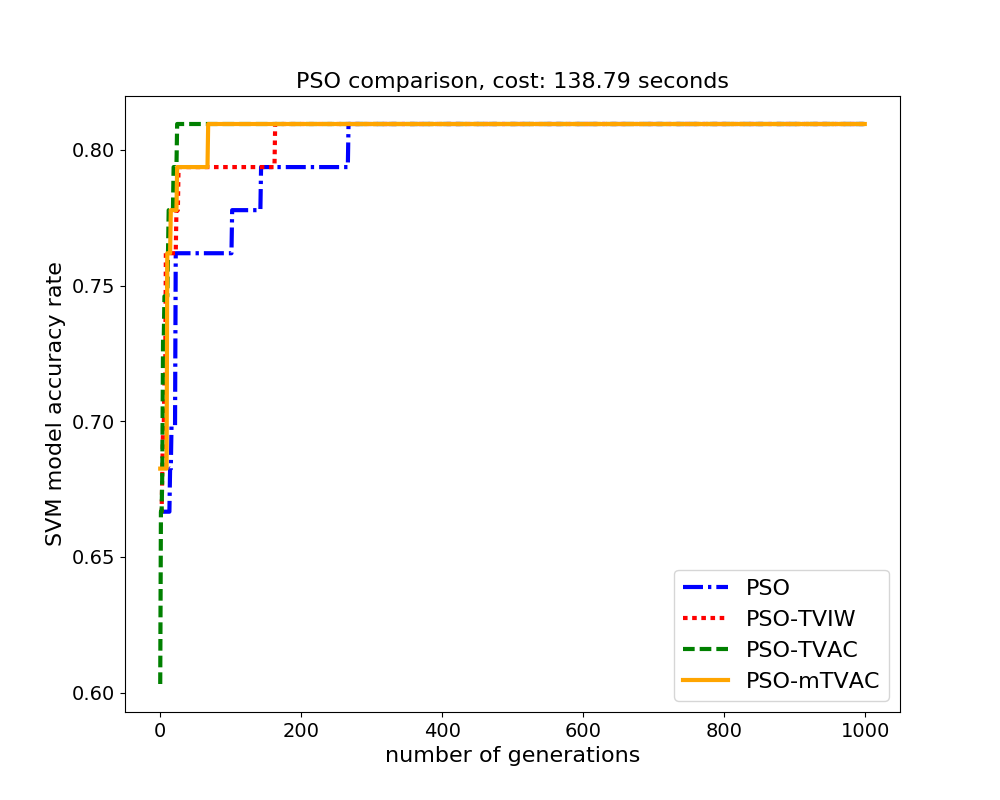 PSO comparison, cost: 138.79 seconds
SVM model accuracy rate
0.80
0.75
0.70
0.65
0.60
0 200 400 600 800 1000
number of generations
PSO
PSO-TVIW
PSO-TVAC
PSO-mTVAC